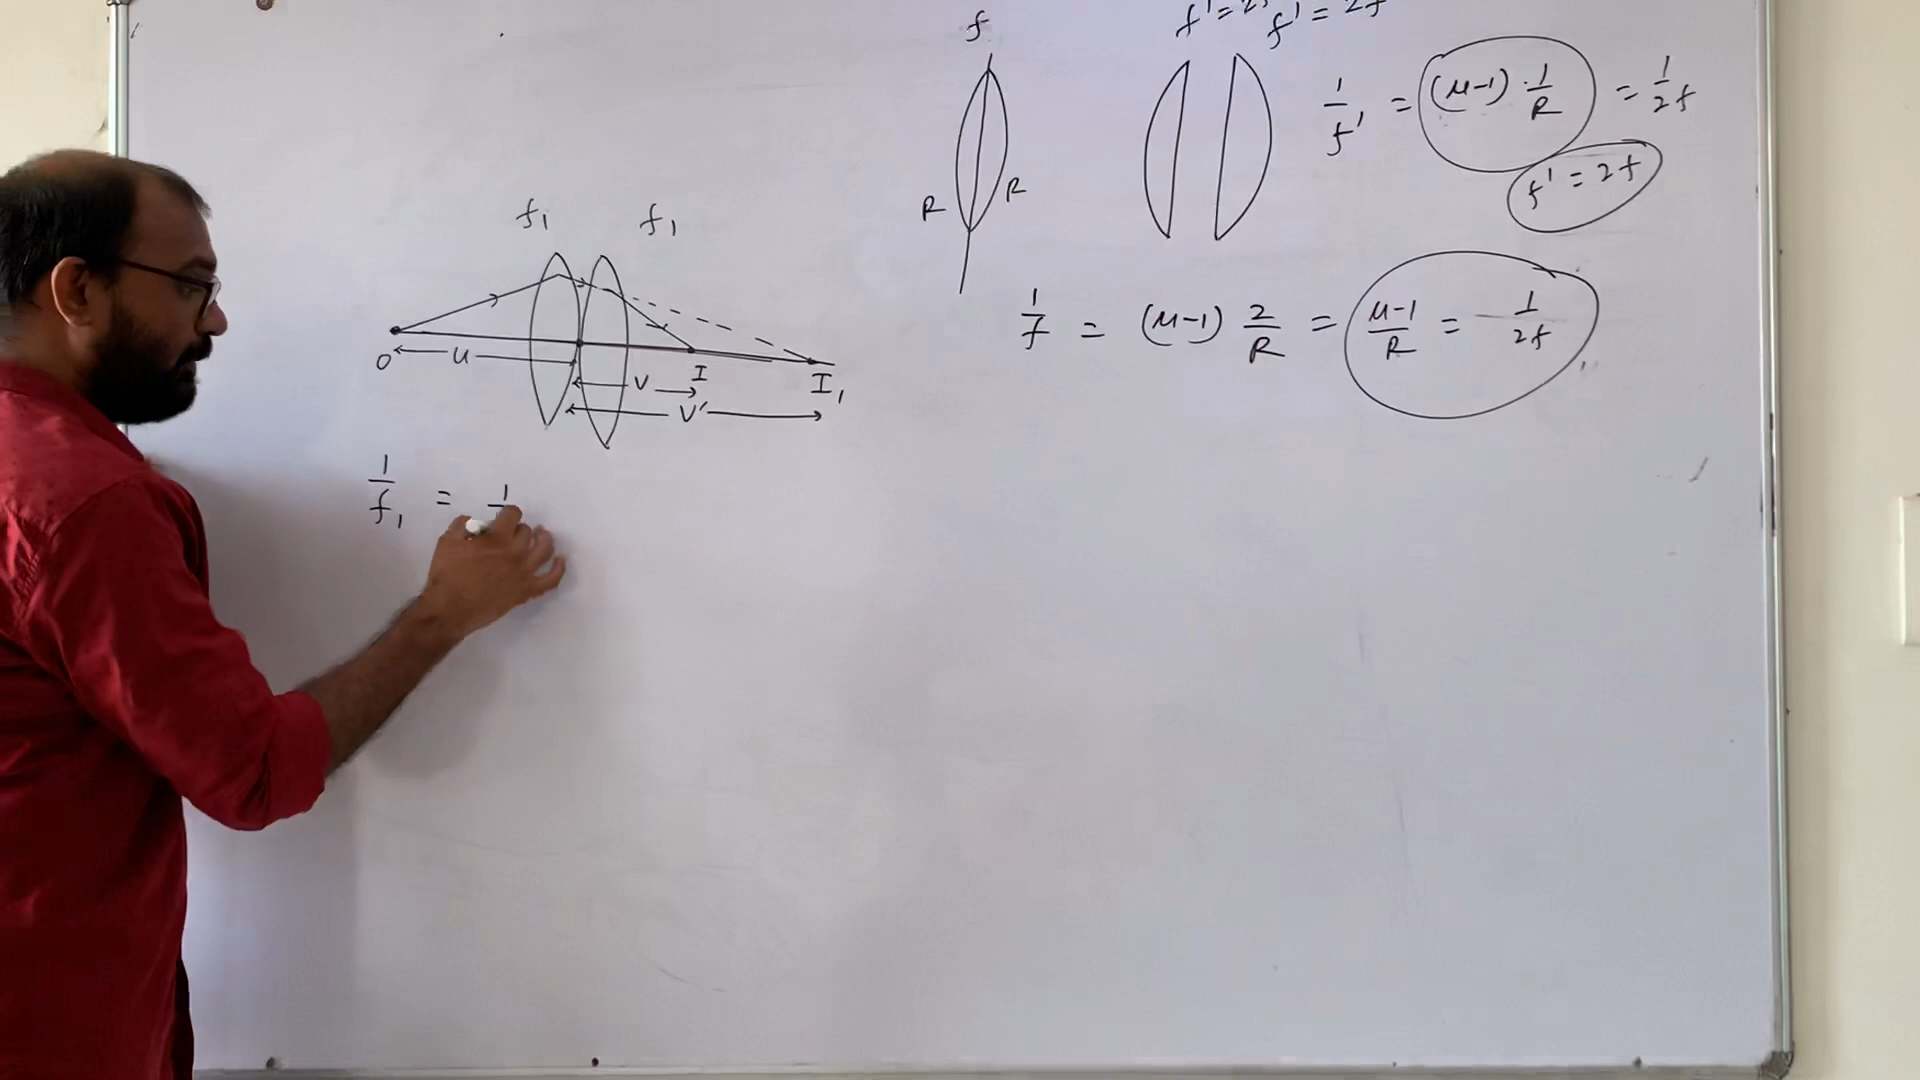 f
f' = 2f f' = 2f
1/f' = (μ-1) · 1/R = 1/2f
f' = 2f
R R
1/f = (μ-1) 2/R = μ-1/R = 1/2f
f₁ f₁
O u I I₁
v
v'
1/f₁ = 1